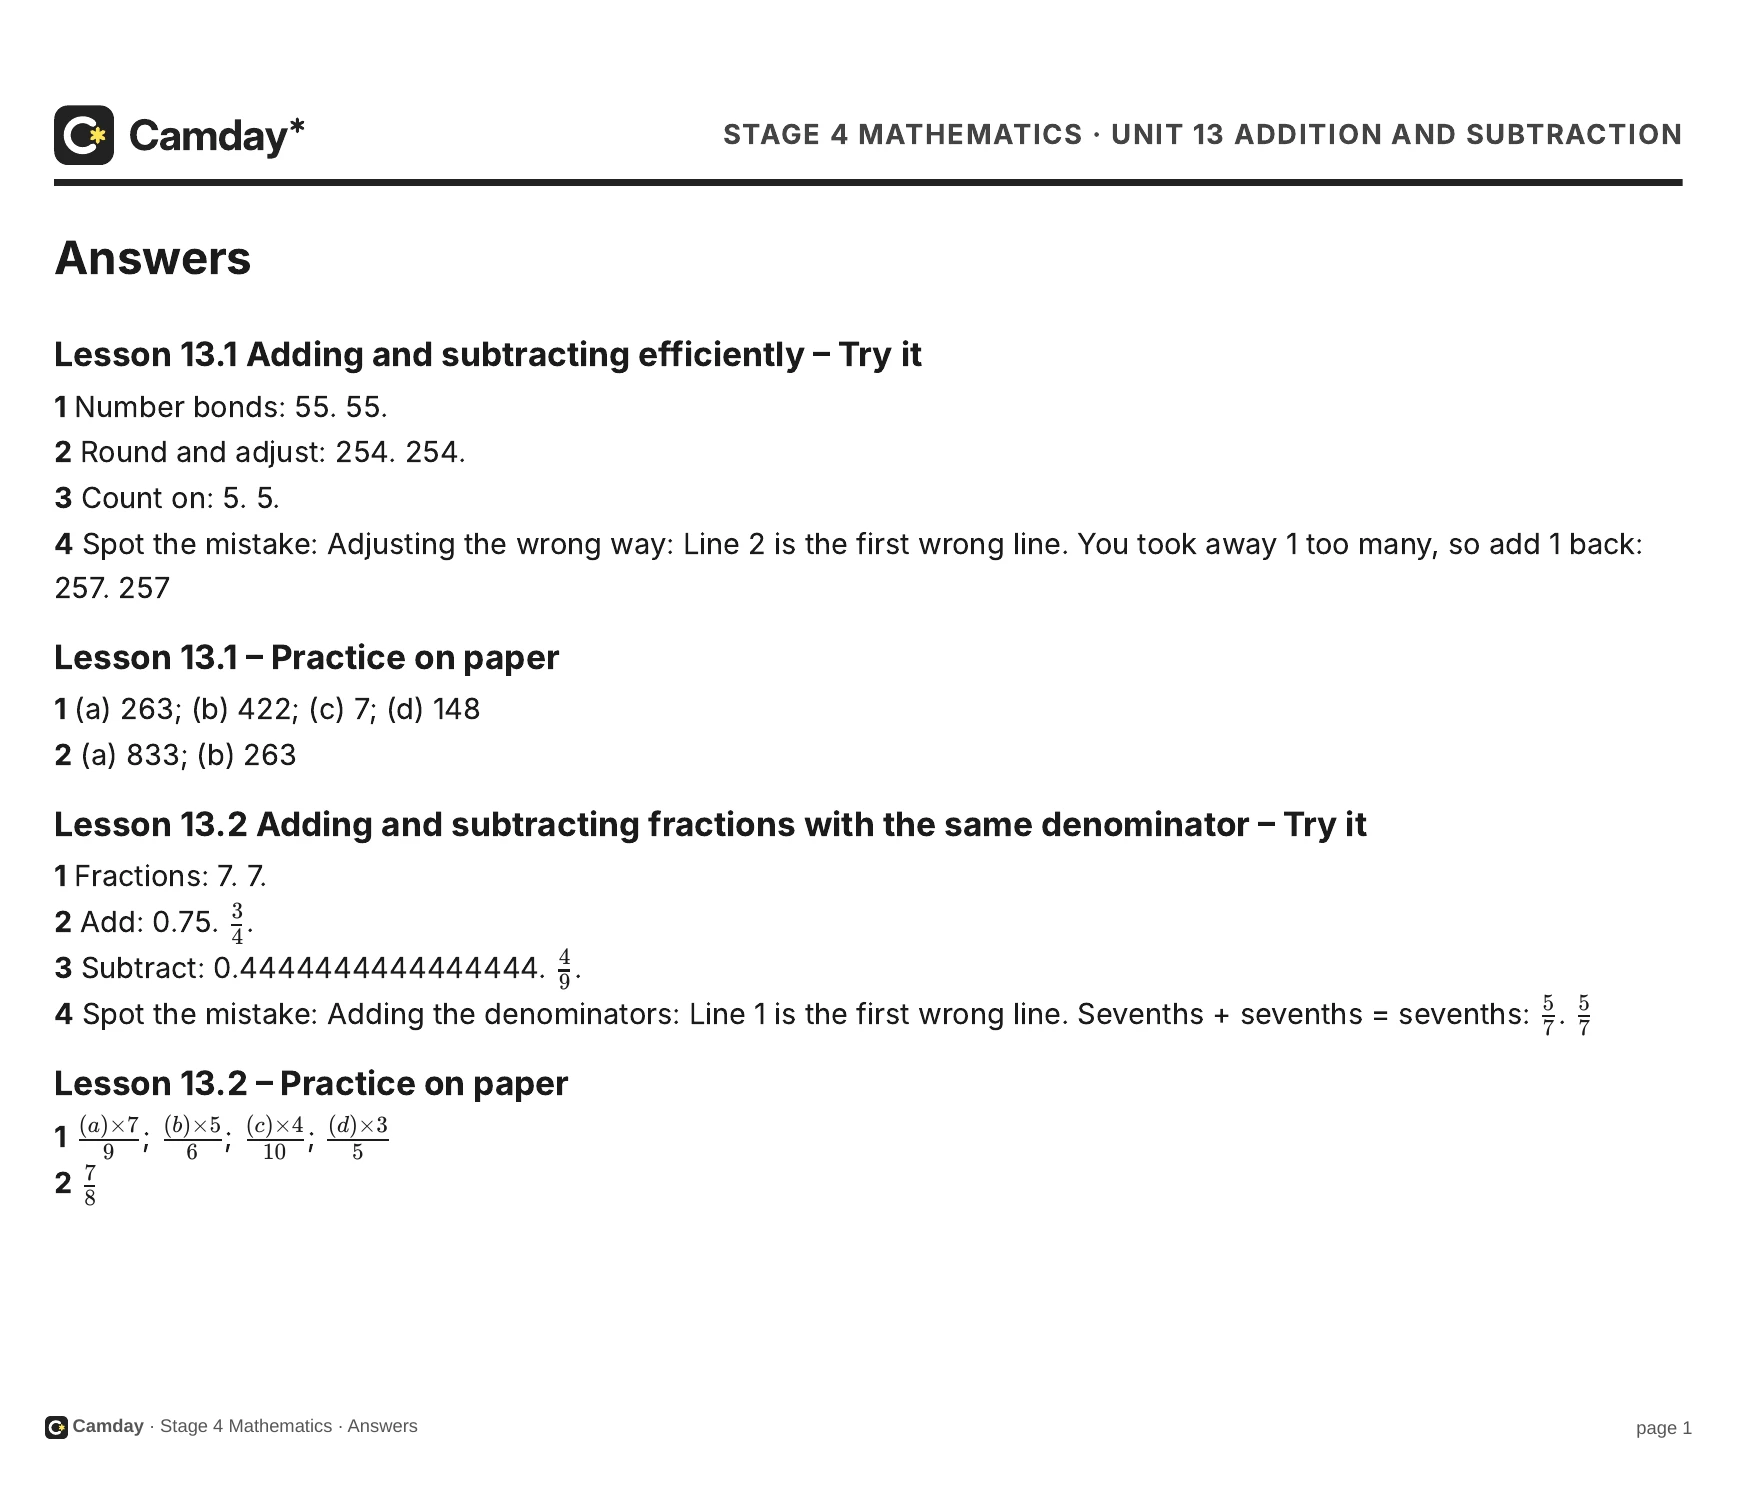 Camday*
STAGE 4 MATHEMATICS · UNIT 13 ADDITION AND SUBTRACTION
Answers
Lesson 13.1 Adding and subtracting efficiently – Try it
1 Number bonds: 55. 55.
2 Round and adjust: 254. 254.
3 Count on: 5. 5.
4 Spot the mistake: Adjusting the wrong way: Line 2 is the first wrong line. You took away 1 too many, so add 1 back:
257. 257
Lesson 13.1 – Practice on paper
1 (a) 263; (b) 422; (c) 7; (d) 148
2 (a) 833; (b) 263
Lesson 13.2 Adding and subtracting fractions with the same denominator – Try it
1 Fractions: 7. 7.
2 Add: 0.75. 3/4.
3 Subtract: 0.4444444444444444. 4/9.
4 Spot the mistake: Adding the denominators: Line 1 is the first wrong line. Sevenths + sevenths = sevenths: 5/7. 5/7
Lesson 13.2 – Practice on paper
1 (a)×7/9; (b)×5/6; (c)×4/10; (d)×3/5
2 7/8
Camday · Stage 4 Mathematics · Answers
page 1